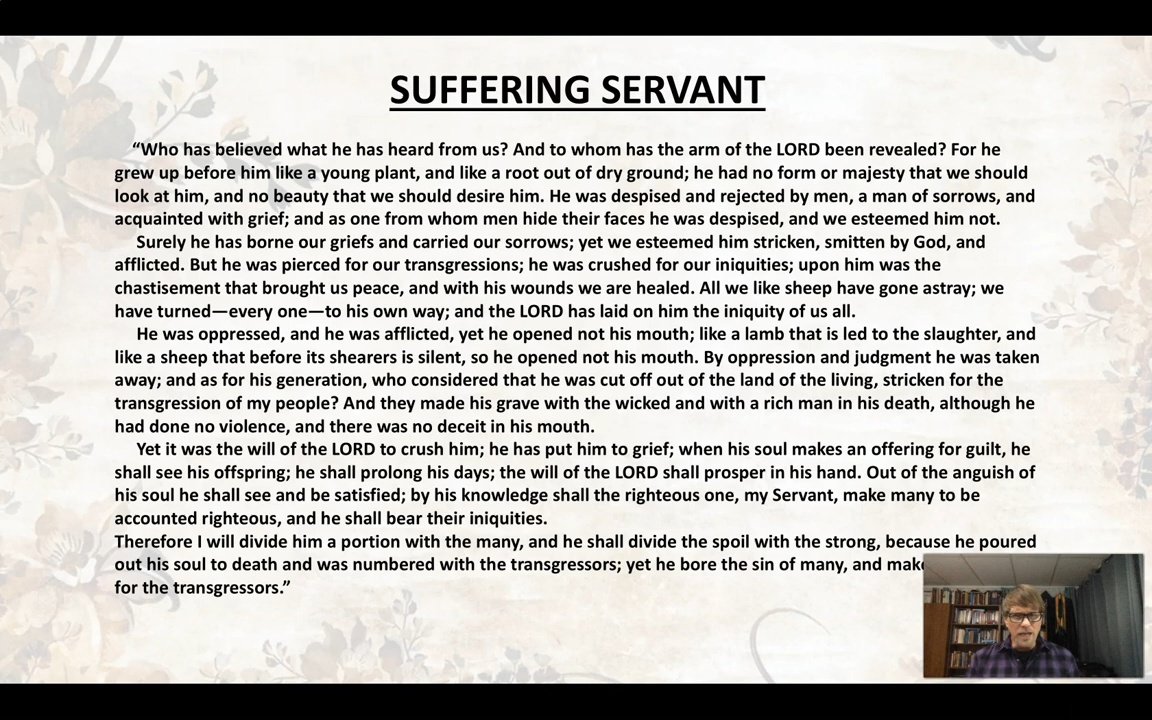 SUFFERING SERVANT
“Who has believed what he has heard from us? And to whom has the arm of the LORD been revealed? For he
grew up before him like a young plant, and like a root out of dry ground; he had no form or majesty that we should
look at him, and no beauty that we should desire him. He was despised and rejected by men, a man of sorrows, and
acquainted with grief; and as one from whom men hide their faces he was despised, and we esteemed him not.
Surely he has borne our griefs and carried our sorrows; yet we esteemed him stricken, smitten by God, and
afflicted. But he was pierced for our transgressions; he was crushed for our iniquities; upon him was the
chastisement that brought us peace, and with his wounds we are healed. All we like sheep have gone astray; we
have turned—every one—to his own way; and the LORD has laid on him the iniquity of us all.
He was oppressed, and he was afflicted, yet he opened not his mouth; like a lamb that is led to the slaughter, and
like a sheep that before its shearers is silent, so he opened not his mouth. By oppression and judgment he was taken
away; and as for his generation, who considered that he was cut off out of the land of the living, stricken for the
transgression of my people? And they made his grave with the wicked and with a rich man in his death, although he
had done no violence, and there was no deceit in his mouth.
Yet it was the will of the LORD to crush him; he has put him to grief; when his soul makes an offering for guilt, he
shall see his offspring; he shall prolong his days; the will of the LORD shall prosper in his hand. Out of the anguish of
his soul he shall see and be satisfied; by his knowledge shall the righteous one, my Servant, make many to be
accounted righteous, and he shall bear their iniquities.
Therefore I will divide him a portion with the many, and he shall divide the spoil with the strong, because he poured
out his soul to death and was numbered with the transgressors; yet he bore the sin of many, and
for the transgressors.”